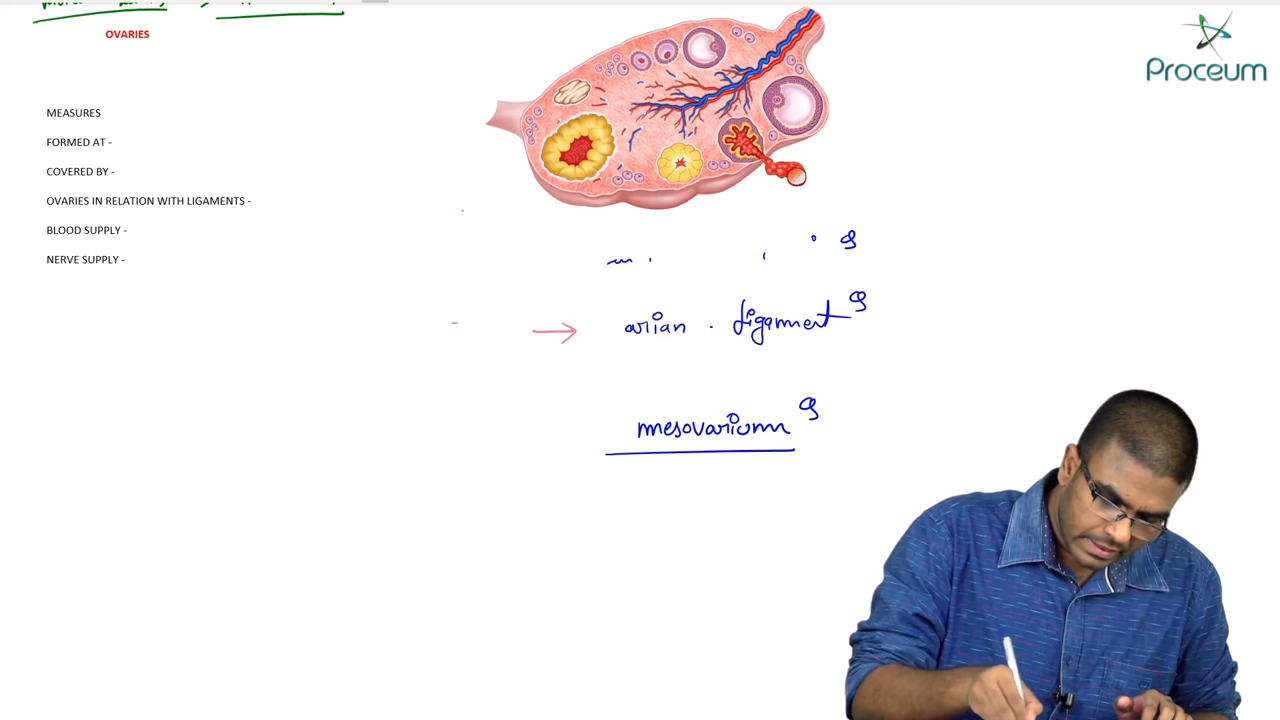 OVARIES
Proceum
MEASURES
FORMED AT -
COVERED BY -
OVARIES IN RELATION WITH LIGAMENTS -
BLOOD SUPPLY -
NERVE SUPPLY -
arian . ligament
mesovarium